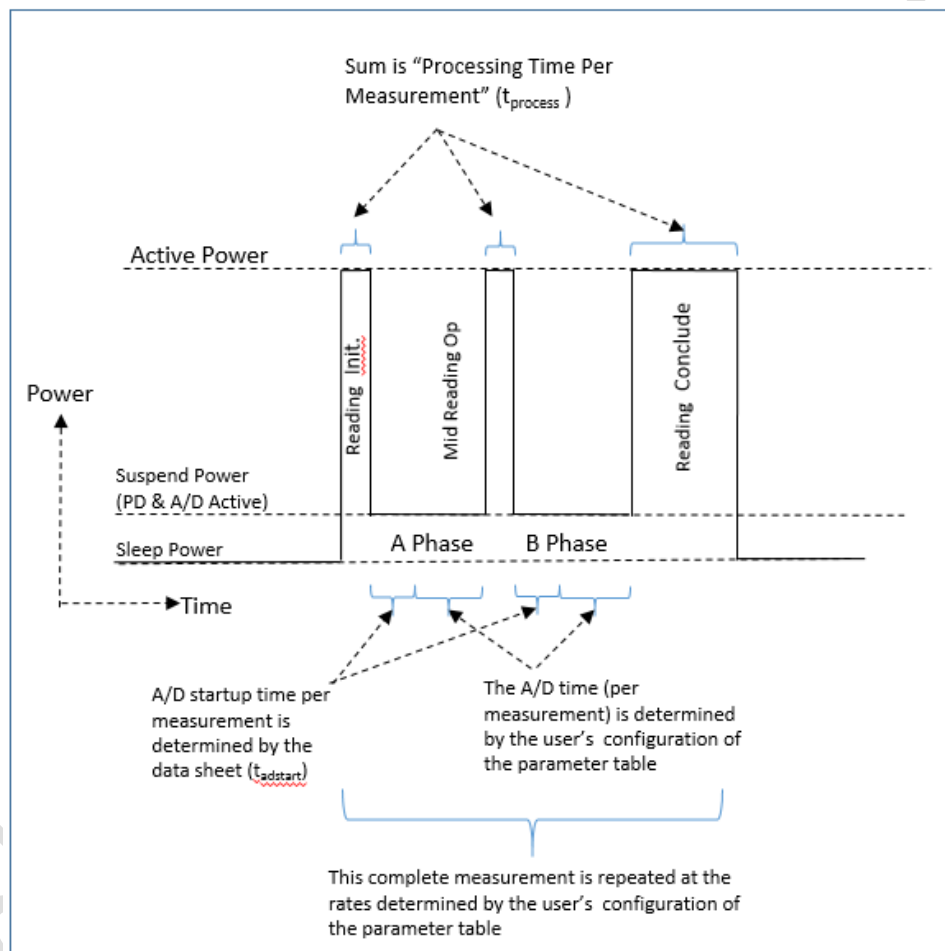 Sum is “Processing Time Per
Measurement” (tprocess )
Active Power
Reading Init.
Mid Reading Op
Reading Conclude
Power
Suspend Power
(PD & A/D Active)
Sleep Power
A Phase
B Phase
Time
A/D startup time per
measurement is
determined by the
data sheet (tadstart)
The A/D time (per
measurement) is determined
by the user’s configuration of
the parameter table
This complete measurement is repeated at the
rates determined by the user’s configuration of
the parameter table